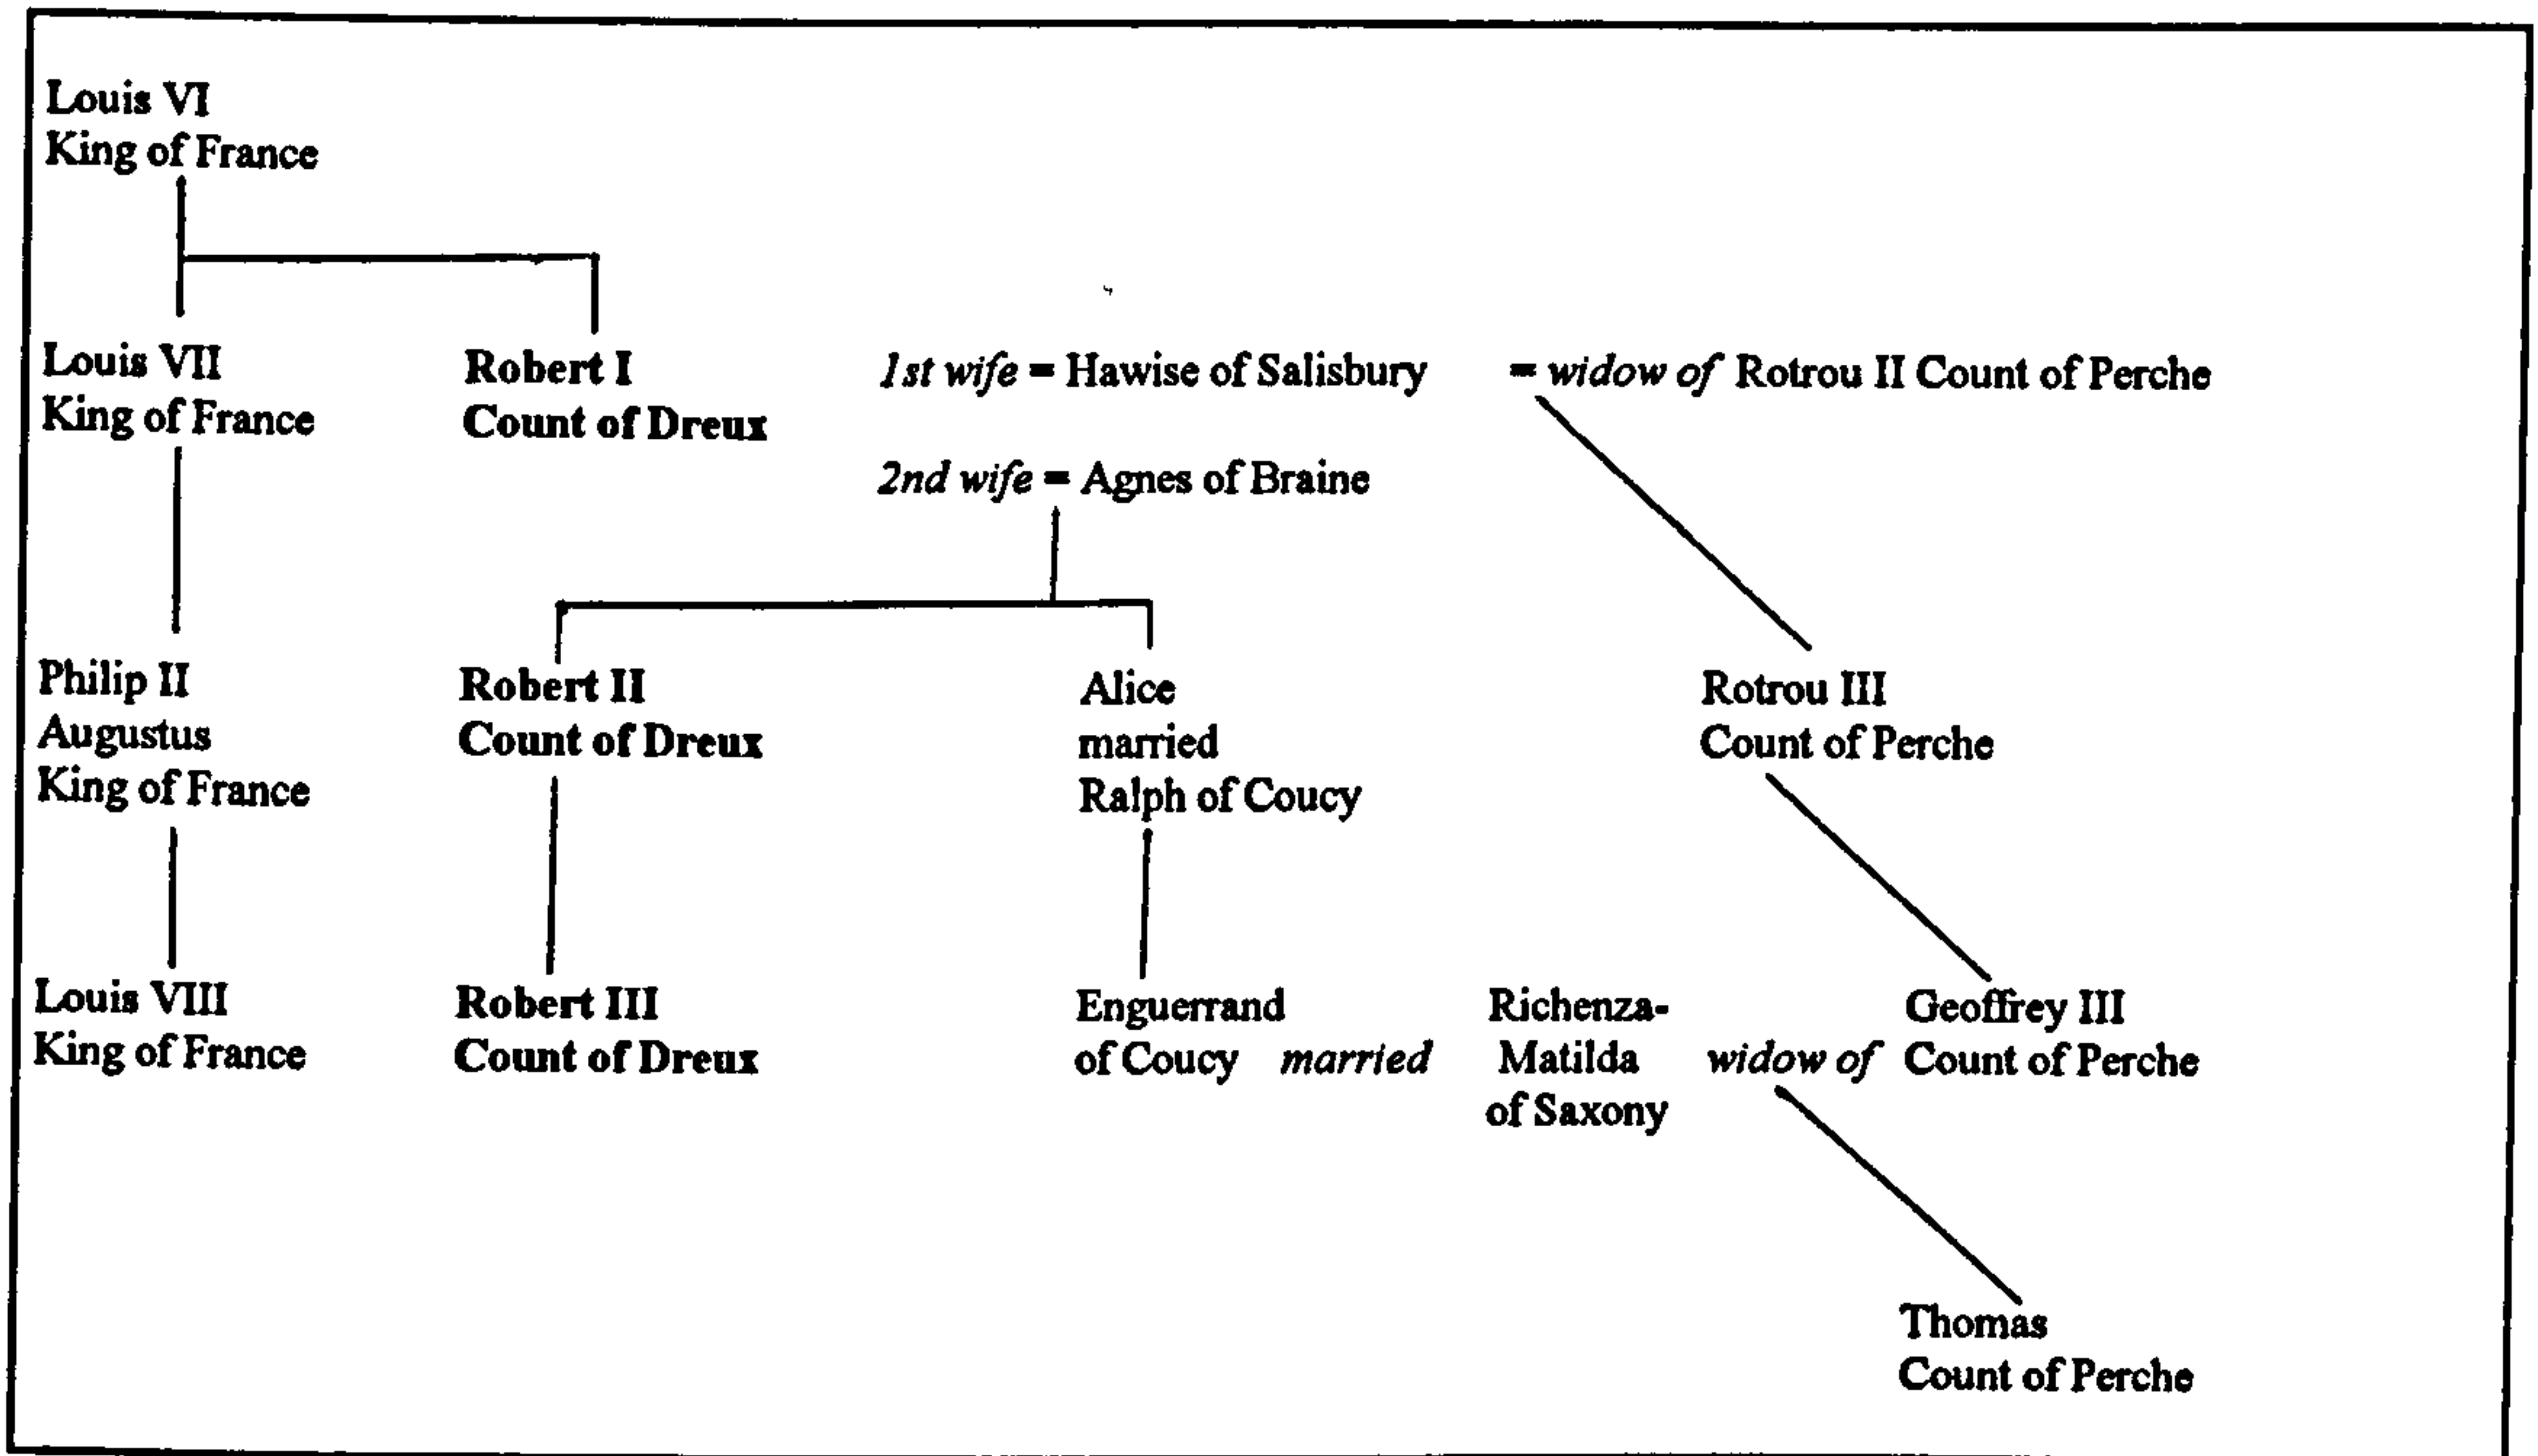 Louis VI
King of France
Louis VII
King of France
Robert I
Count of Dreux
1st wife = Hawise of Salisbury = widow of Rotrou II Count of Perche
2nd wife = Agnes of Braine
Philip II
Augustus
King of France
Robert II
Count of Dreux
Alice
married
Ralph of Coucy
Rotrou III
Count of Perche
Louis VIII
King of France
Robert III
Count of Dreux
Enguerrand
of Coucy married
Richenza-
Matilda
of Saxony
widow of
Geoffrey III
Count of Perche
Thomas
Count of Perche